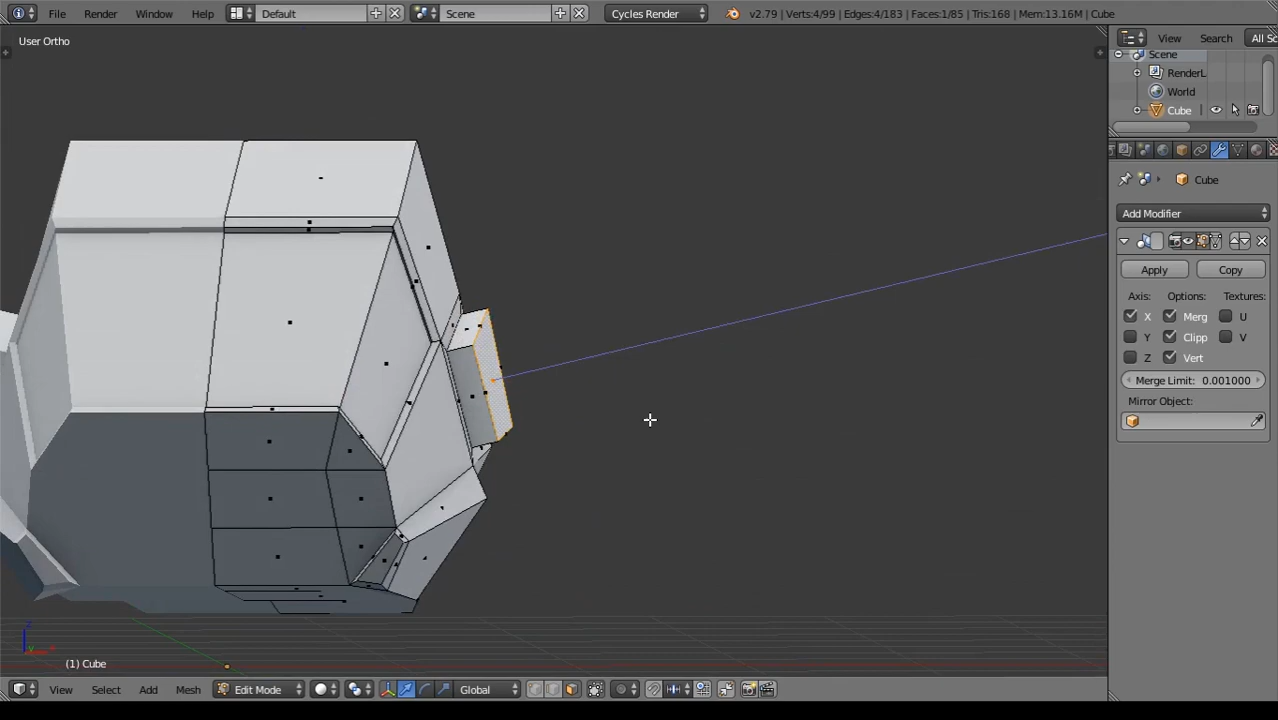 File Render Window Help Default Scene Cycles Render v2.79 | Verts:4/99 | Edges:4/183 | Faces:1/85 | Tris:168 | Mem:13.16M | Cube
User Ortho
View Search All Sc
Scene
RenderL
World
Cube
Cube
Add Modifier
Apply Copy
Axis: Options: Textures:
X Merg U
Y Clipp V
Z Vert
Merge Limit: 0.001000
Mirror Object:
z
y x
(1) Cube
View Select Add Mesh Edit Mode Global